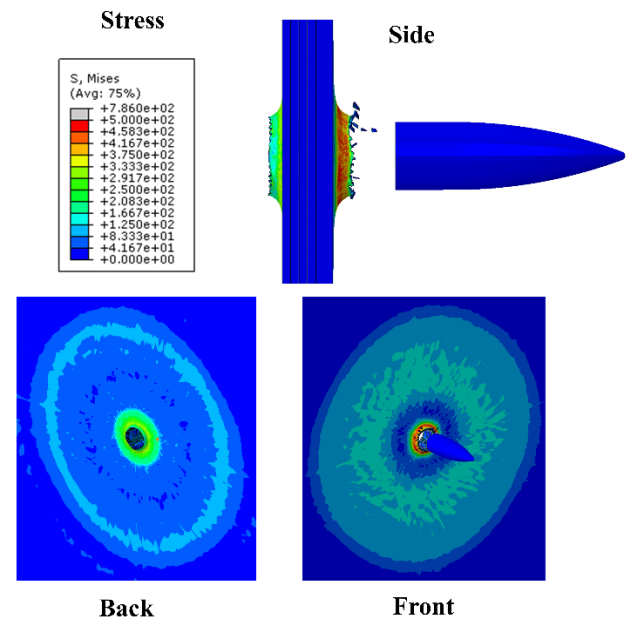 Stress
Side
S, Mises
(Avg: 75%)
+7.860e+02
+5.000e+02
+4.583e+02
+4.167e+02
+3.750e+02
+3.333e+02
+2.917e+02
+2.500e+02
+2.083e+02
+1.667e+02
+1.250e+02
+8.333e+01
+4.167e+01
+0.000e+00
Back
Front